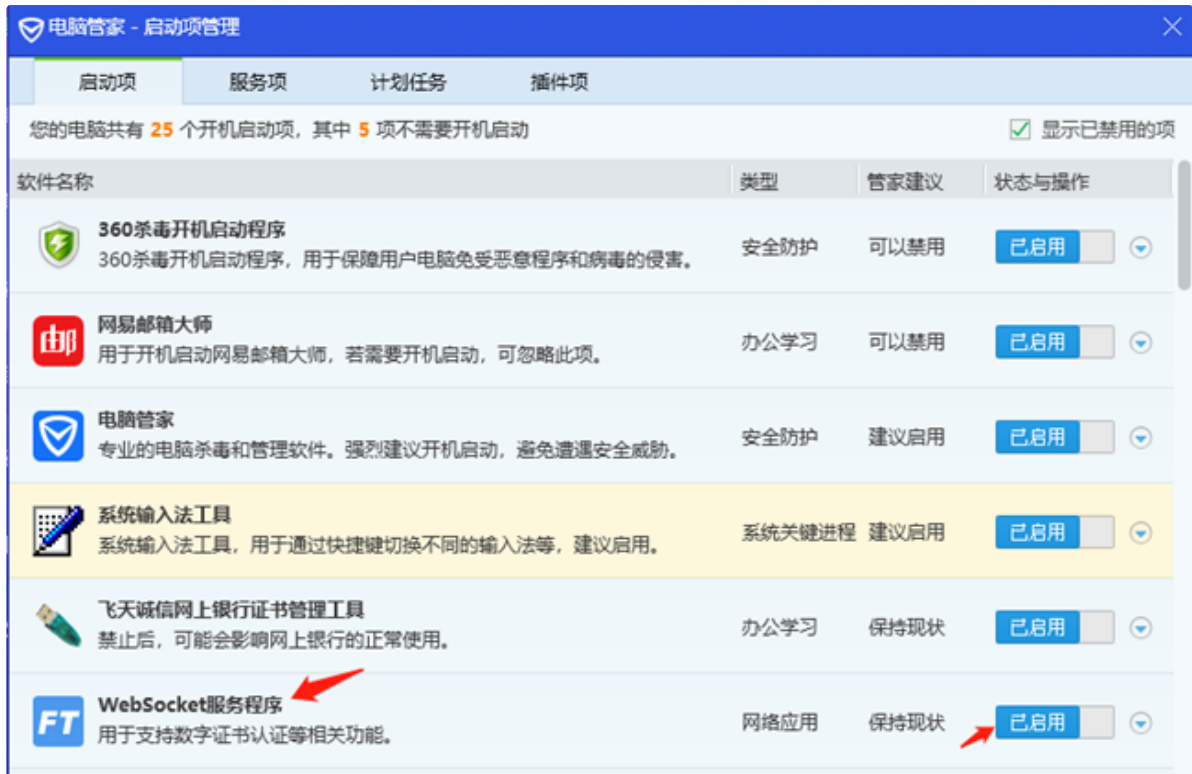 电脑管家 - 启动项管理
启动项 服务项 计划任务 插件项
您的电脑共有 25 个开机启动项，其中 5 项不需要开机启动 显示已禁用的项
软件名称 类型 管家建议 状态与操作
360杀毒开机启动程序
360杀毒开机启动程序，用于保障用户电脑免受恶意程序和病毒的侵害。 安全防护 可以禁用 已启用
邮 网易邮箱大师
用于开机启动网易邮箱大师，若需要开机启动，可忽略此项。 办公学习 可以禁用 已启用
电脑管家
专业的电脑杀毒和管理软件。强烈建议开机启动，避免遭遇安全威胁。 安全防护 建议启用 已启用
系统输入法工具
系统输入法工具，用于通过快捷键切换不同的输入法等，建议启用。 系统关键进程 建议启用 已启用
飞天诚信网上银行证书管理工具
禁止后，可能会影响网上银行的正常使用。 办公学习 保持现状 已启用
FT WebSocket服务程序
用于支持数字证书认证等相关功能。 网络应用 保持现状 已启用